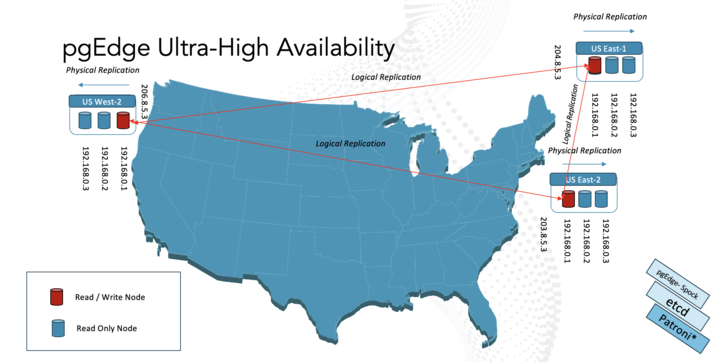 pgEdge Ultra-High Availability
Physical Replication
US West-2
206.8.5.3
192.168.0.3
192.168.0.2
192.168.0.1
Logical Replication
Logical Replication
Logical Replication
Physical Replication
US East-1
204.8.5.3
192.168.0.1
192.168.0.2
192.168.0.3
Physical Replication
US East-2
203.8.5.3
192.168.0.1
192.168.0.2
192.168.0.3
Read / Write Node
Read Only Node
pgEdge- Spock
etcd
Patroni*